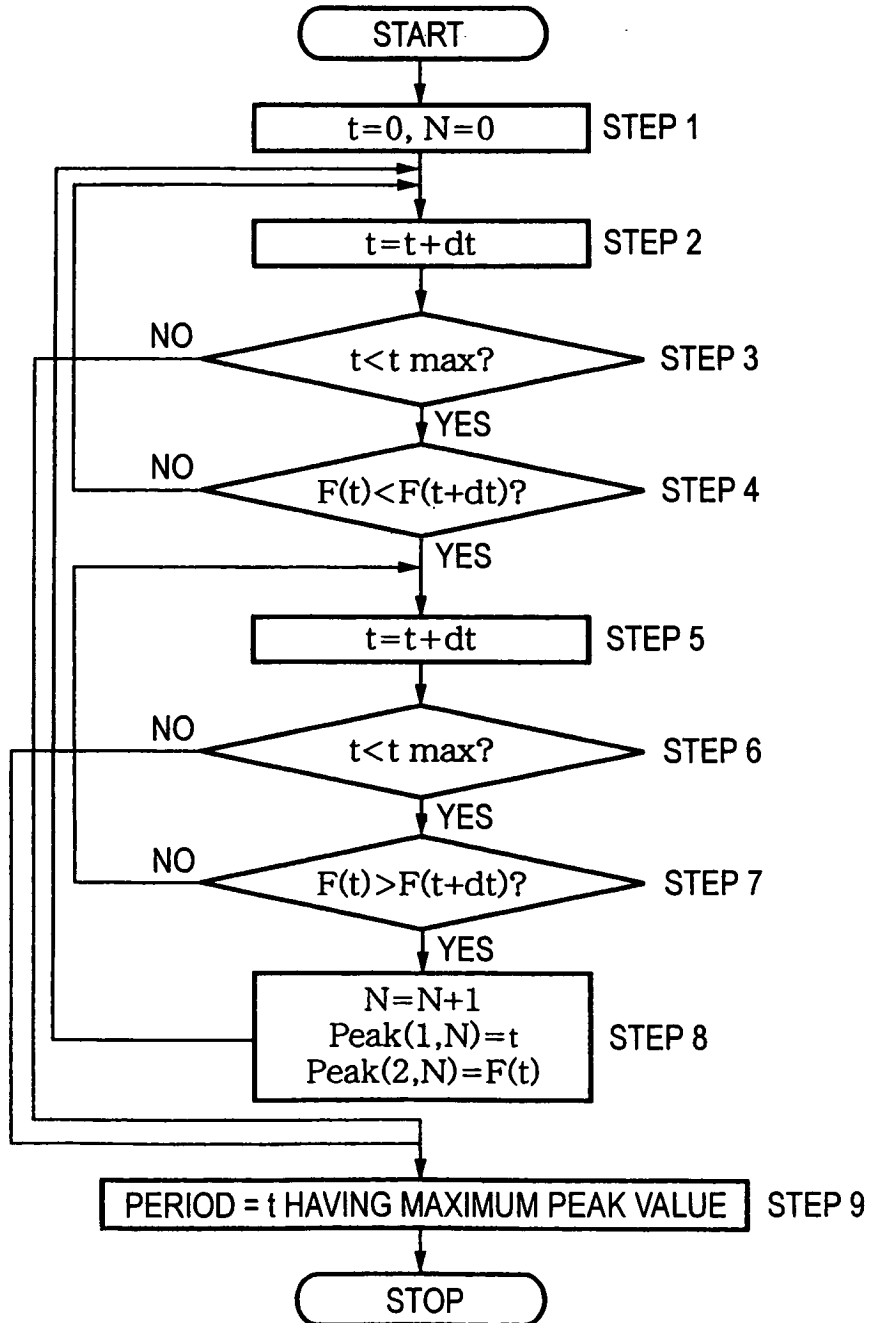 START
t=0, N=0 STEP 1
t=t+dt STEP 2
NO
t<t max? STEP 3
YES
NO
F(t)<F(t+dt)? STEP 4
YES
t=t+dt STEP 5
NO
t<t max? STEP 6
YES
NO
F(t)>F(t+dt)? STEP 7
YES
N=N+1
Peak(1,N)=t STEP 8
Peak(2,N)=F(t)
PERIOD = t HAVING MAXIMUM PEAK VALUE STEP 9
STOP